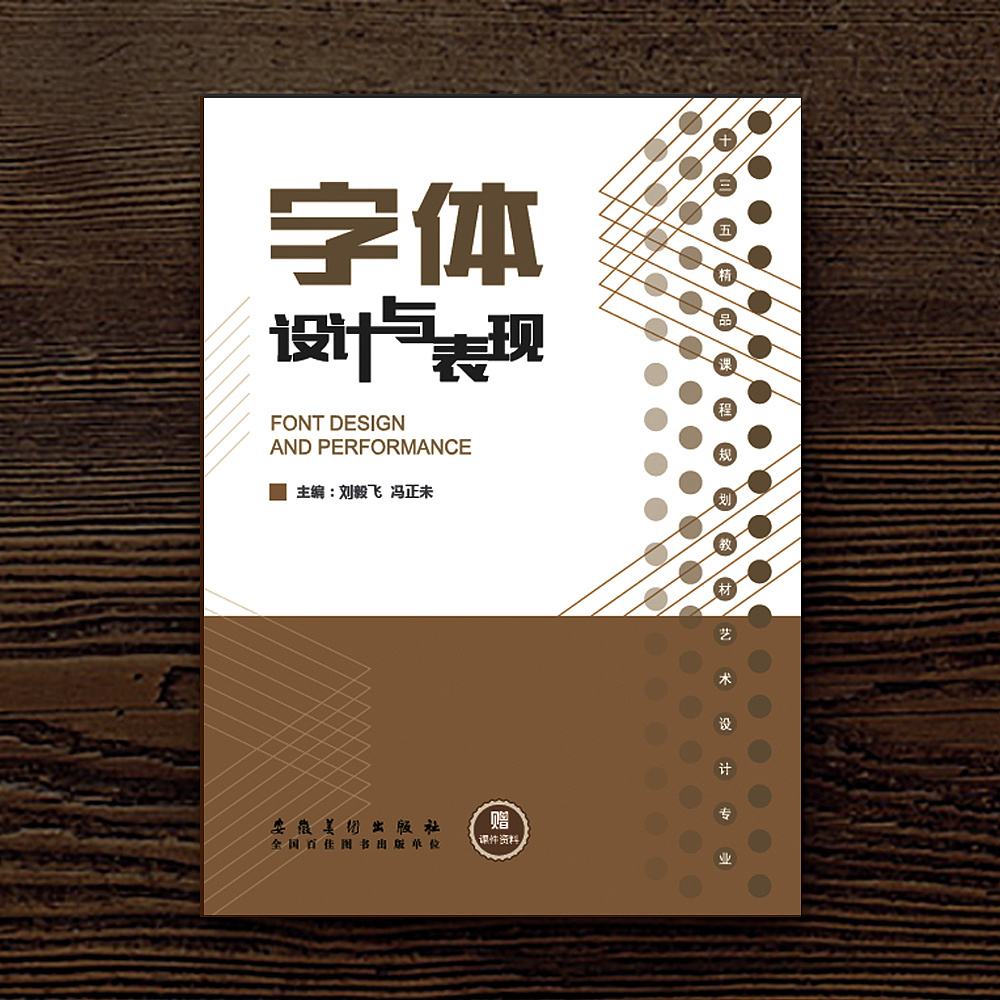 字体
设计与表现
FONT DESIGN
AND PERFORMANCE
主编：刘毅飞 冯正未
十三五精品课程规划教材艺术设计专业
安徽美术出版社
全国百佳图书出版单位
赠
课件资料